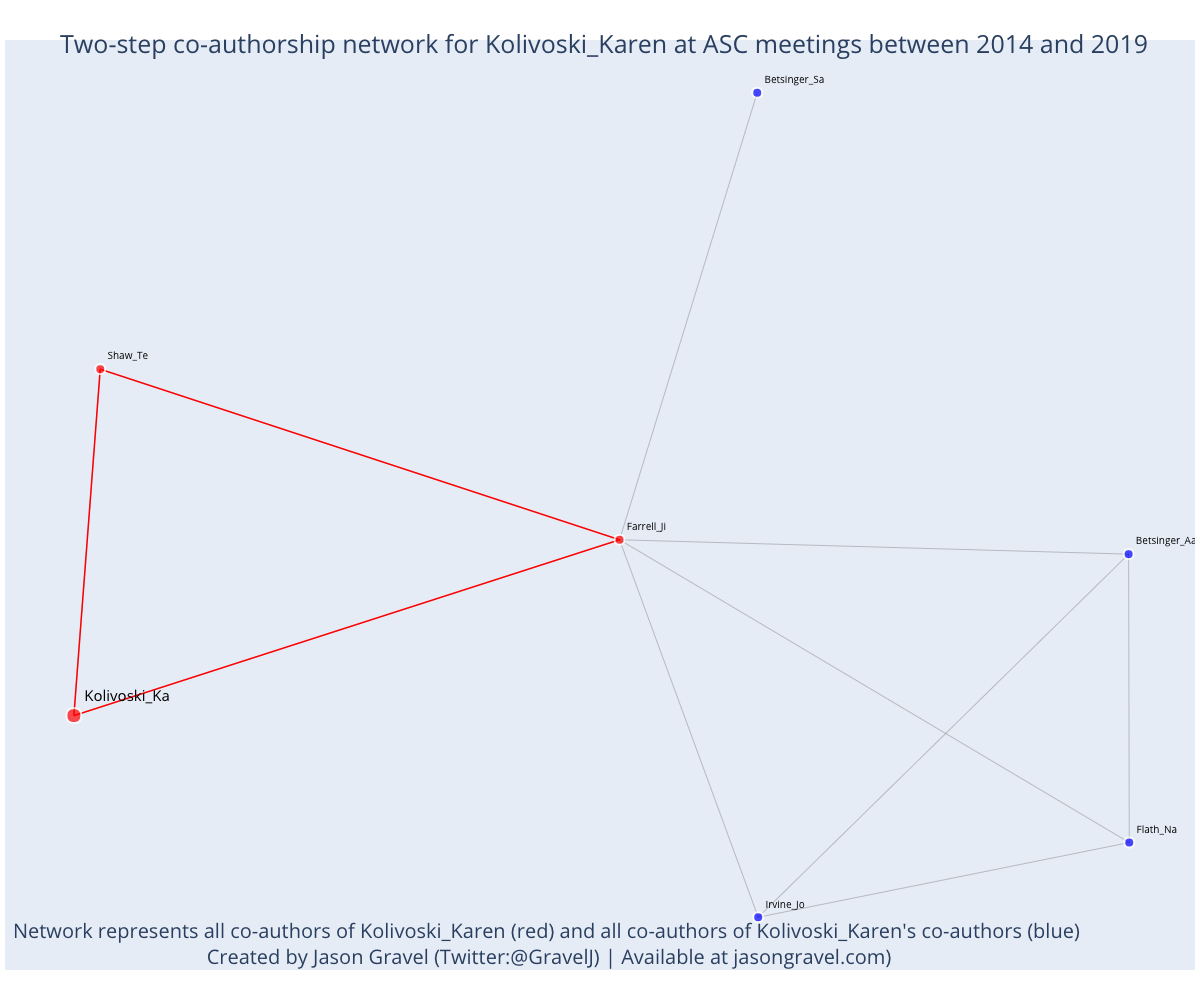 Two-step co-authorship network for Kolivoski_Karen at ASC meetings between 2014 and 2019
Betsinger_Sa
Shaw_Te
Farrell_Ji
Betsinger_Aa
Kolivoski_Ka
Flath_Na
Irvine_Jo
Network represents all co-authors of Kolivoski_Karen (red) and all co-authors of Kolivoski_Karen's co-authors (blue)
Created by Jason Gravel (Twitter:@GravelJ) | Available at jasongravel.com)